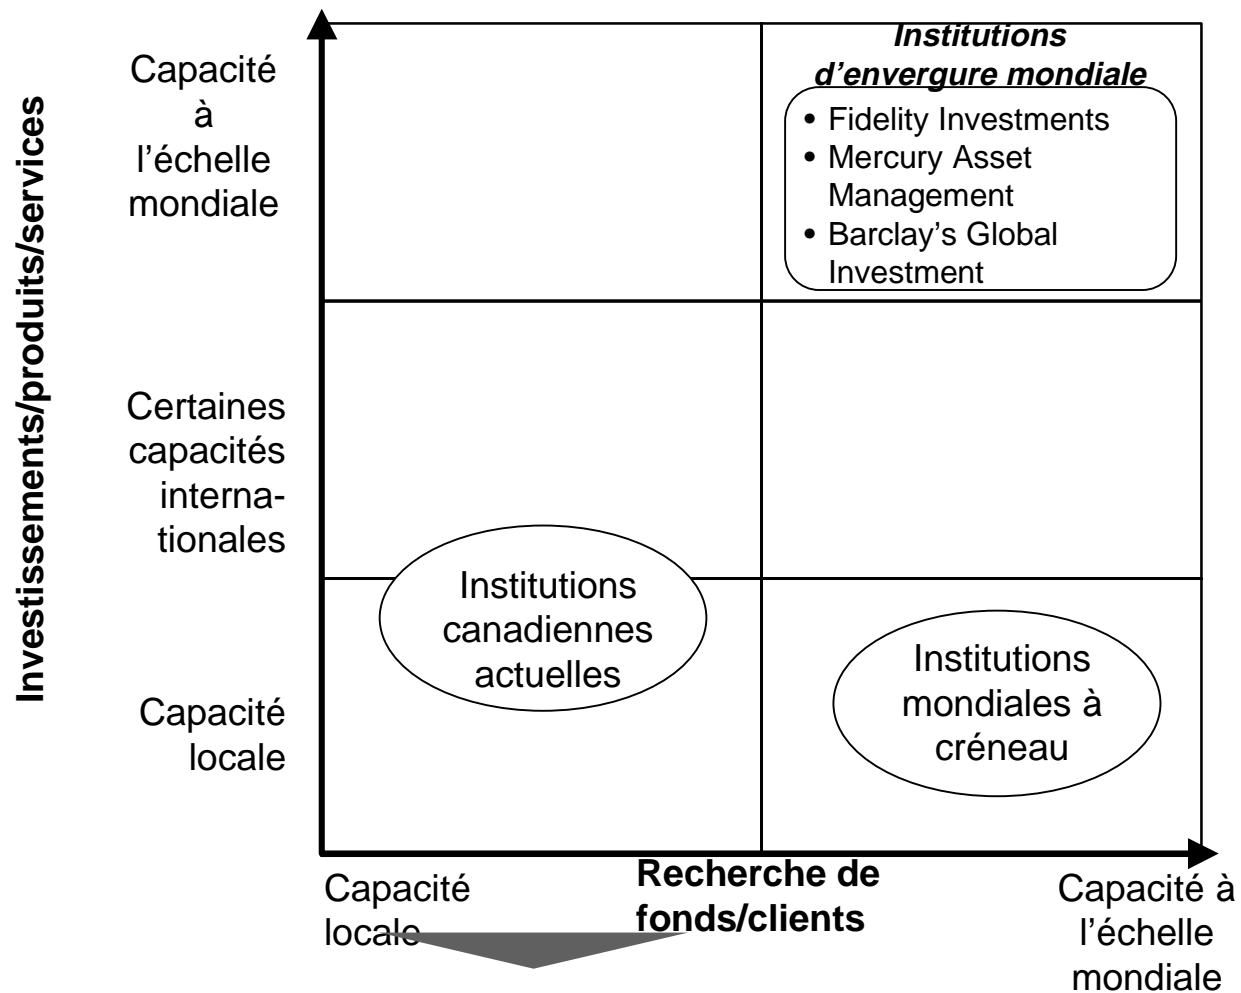 Investissements/produits/services
Capacité
à
l'échelle
mondiale
Certaines
capacités
interna-
tionales
Capacité
locale
Institutions
d'envergure mondiale
• Fidelity Investments
• Mercury Asset
Management
• Barclay's Global
Investment
Institutions
canadiennes
actuelles
Institutions
mondiales à
créneau
Capacité
locale
Recherche de
fonds/clients
Capacité à
l'échelle
mondiale